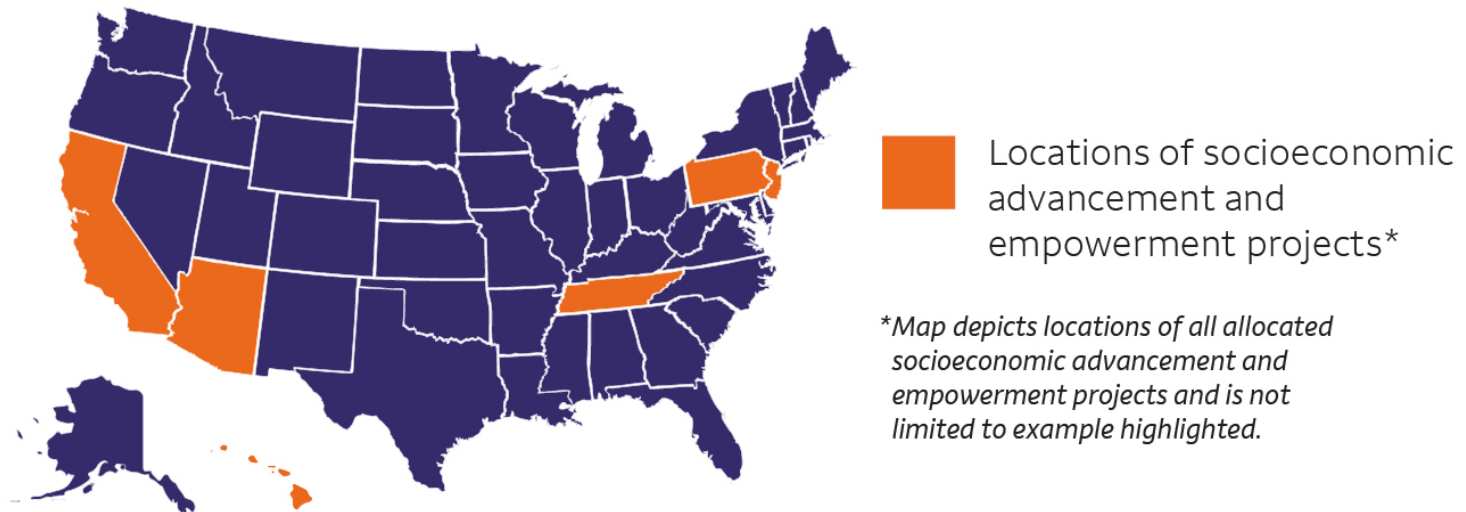 Locations of socioeconomic
advancement and
empowerment projects*
*Map depicts locations of all allocated
socioeconomic advancement and
empowerment projects and is not
limited to example highlighted.